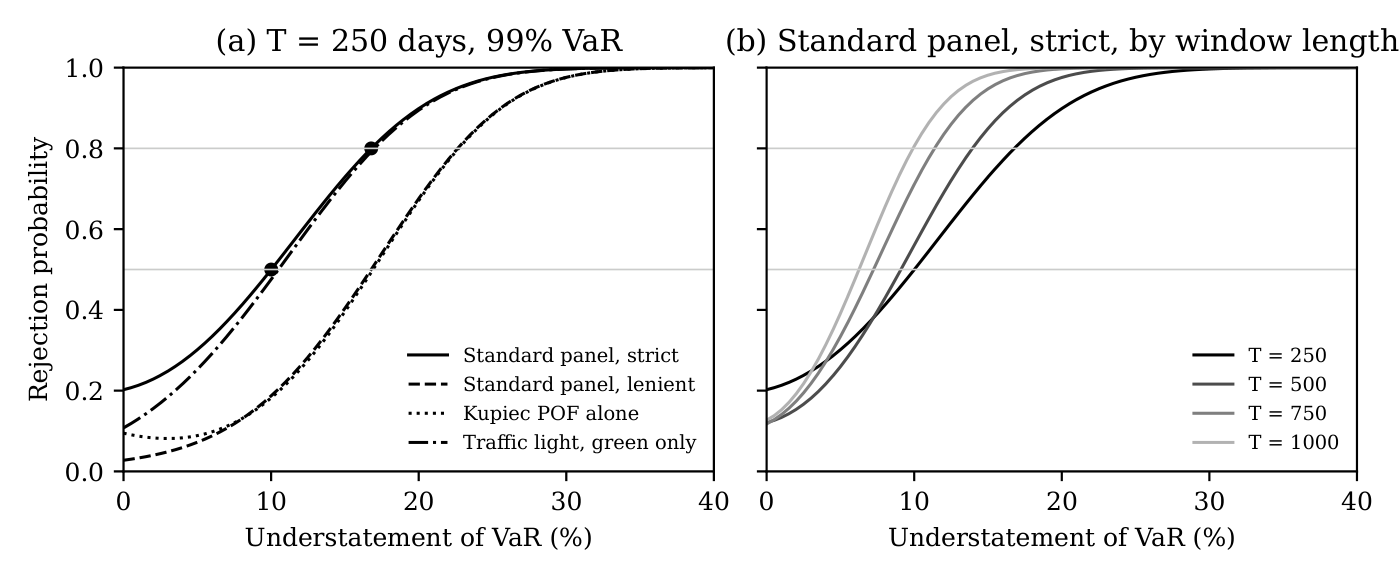 (a) T = 250 days, 99% VaR
1.0
0.8
0.6
0.4
0.2
0.0
Rejection probability
Standard panel, strict
Standard panel, lenient
Kupiec POF alone
Traffic light, green only
0 10 20 30 40
Understatement of VaR (%)
(b) Standard panel, strict, by window length
T = 250
T = 500
T = 750
T = 1000
0 10 20 30 40
Understatement of VaR (%)